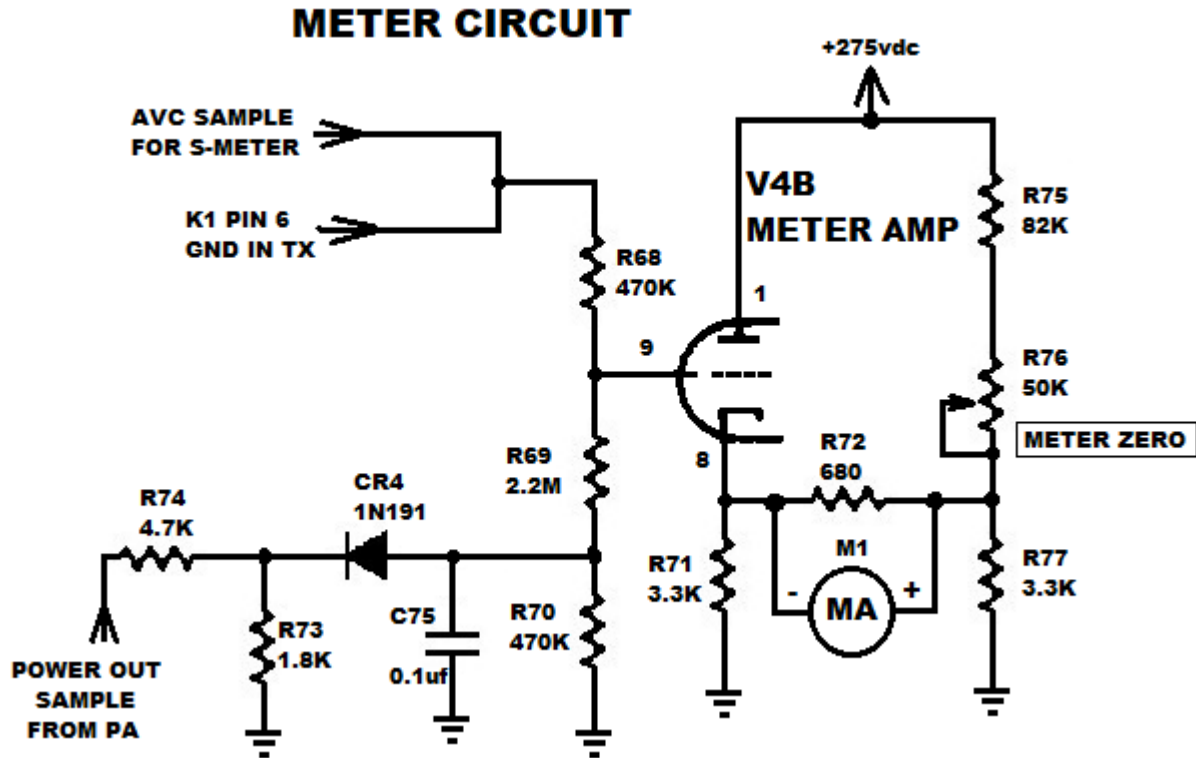 METER CIRCUIT
+275vdc
AVC SAMPLE
FOR S-METER
K1 PIN 6
GND IN TX
R68
470K
V4B
METER AMP
1
9
8
R75
82K
R76
50K
METER ZERO
R72
680
R69
2.2M
CR4
1N191
R74
4.7K
R73
1.8K
C75
0.1uf
R70
470K
R71
3.3K
M1
-
MA
+
R77
3.3K
POWER OUT
SAMPLE
FROM PA